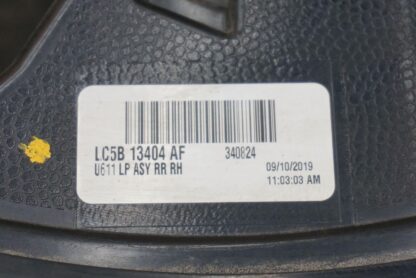 LC5B 13404 AF 340824
U611 LP ASY RR RH 09/10/2019
11:03:03 AM